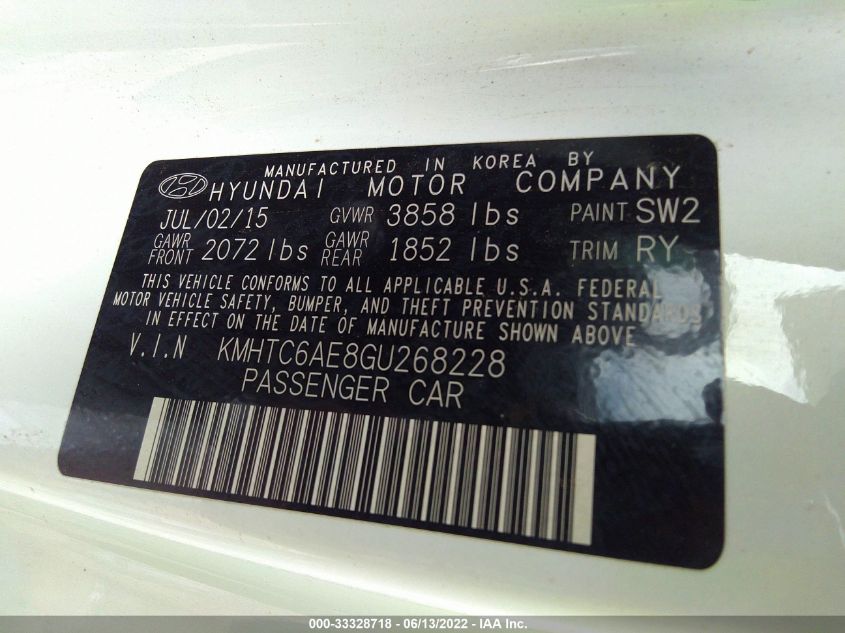 MANUFACTURED IN KOREA BY
HYUNDAI MOTOR COMPANY
JUL/02/15 GVWR 3858 lbs PAINT SW2
GAWR FRONT 2072 lbs GAWR REAR 1852 lbs TRIM RY
THIS VEHICLE CONFORMS TO ALL APPLICABLE U.S.A. FEDERAL
MOTOR VEHICLE SAFETY, BUMPER, AND THEFT PREVENTION STANDARDS
IN EFFECT ON THE DATE OF MANUFACTURE SHOWN ABOVE
V.I.N KMHTC6AE8GU268228
PASSENGER CAR
000-33328718 - 06/13/2022 - IAA Inc.